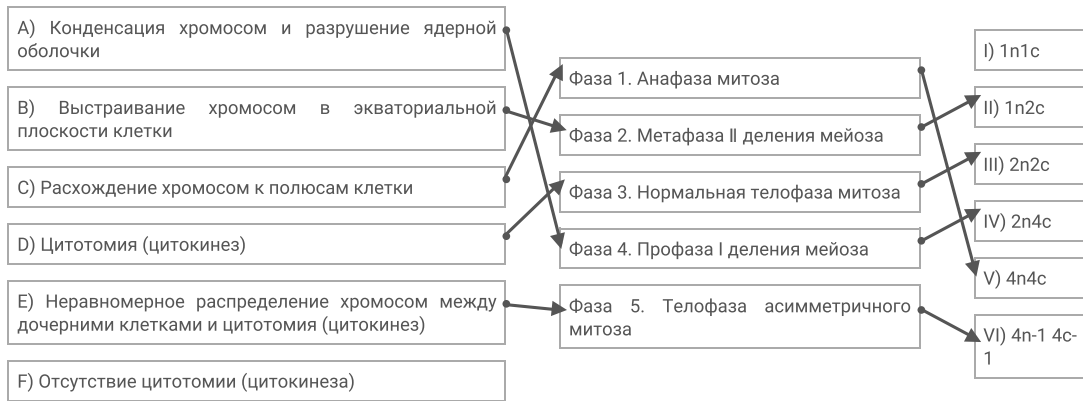 A) Конденсация хромосом и разрушение ядерной
оболочки
B) Выстраивание хромосом в экваториальной
плоскости клетки
C) Расхождение хромосом к полюсам клетки
D) Цитотомия (цитокинез)
E) Неравномерное распределение хромосом между
дочерними клетками и цитотомия (цитокинез)
F) Отсутствие цитотомии (цитокинеза)
Фаза 1. Анафаза митоза
Фаза 2. Метафаза II деления мейоза
Фаза 3. Нормальная телофаза митоза
Фаза 4. Профаза I деления мейоза
Фаза 5. Телофаза асимметричного
митоза
I) 1n1c
II) 1n2c
III) 2n2c
IV) 2n4c
V) 4n4c
VI) 4n-1 4c-
1